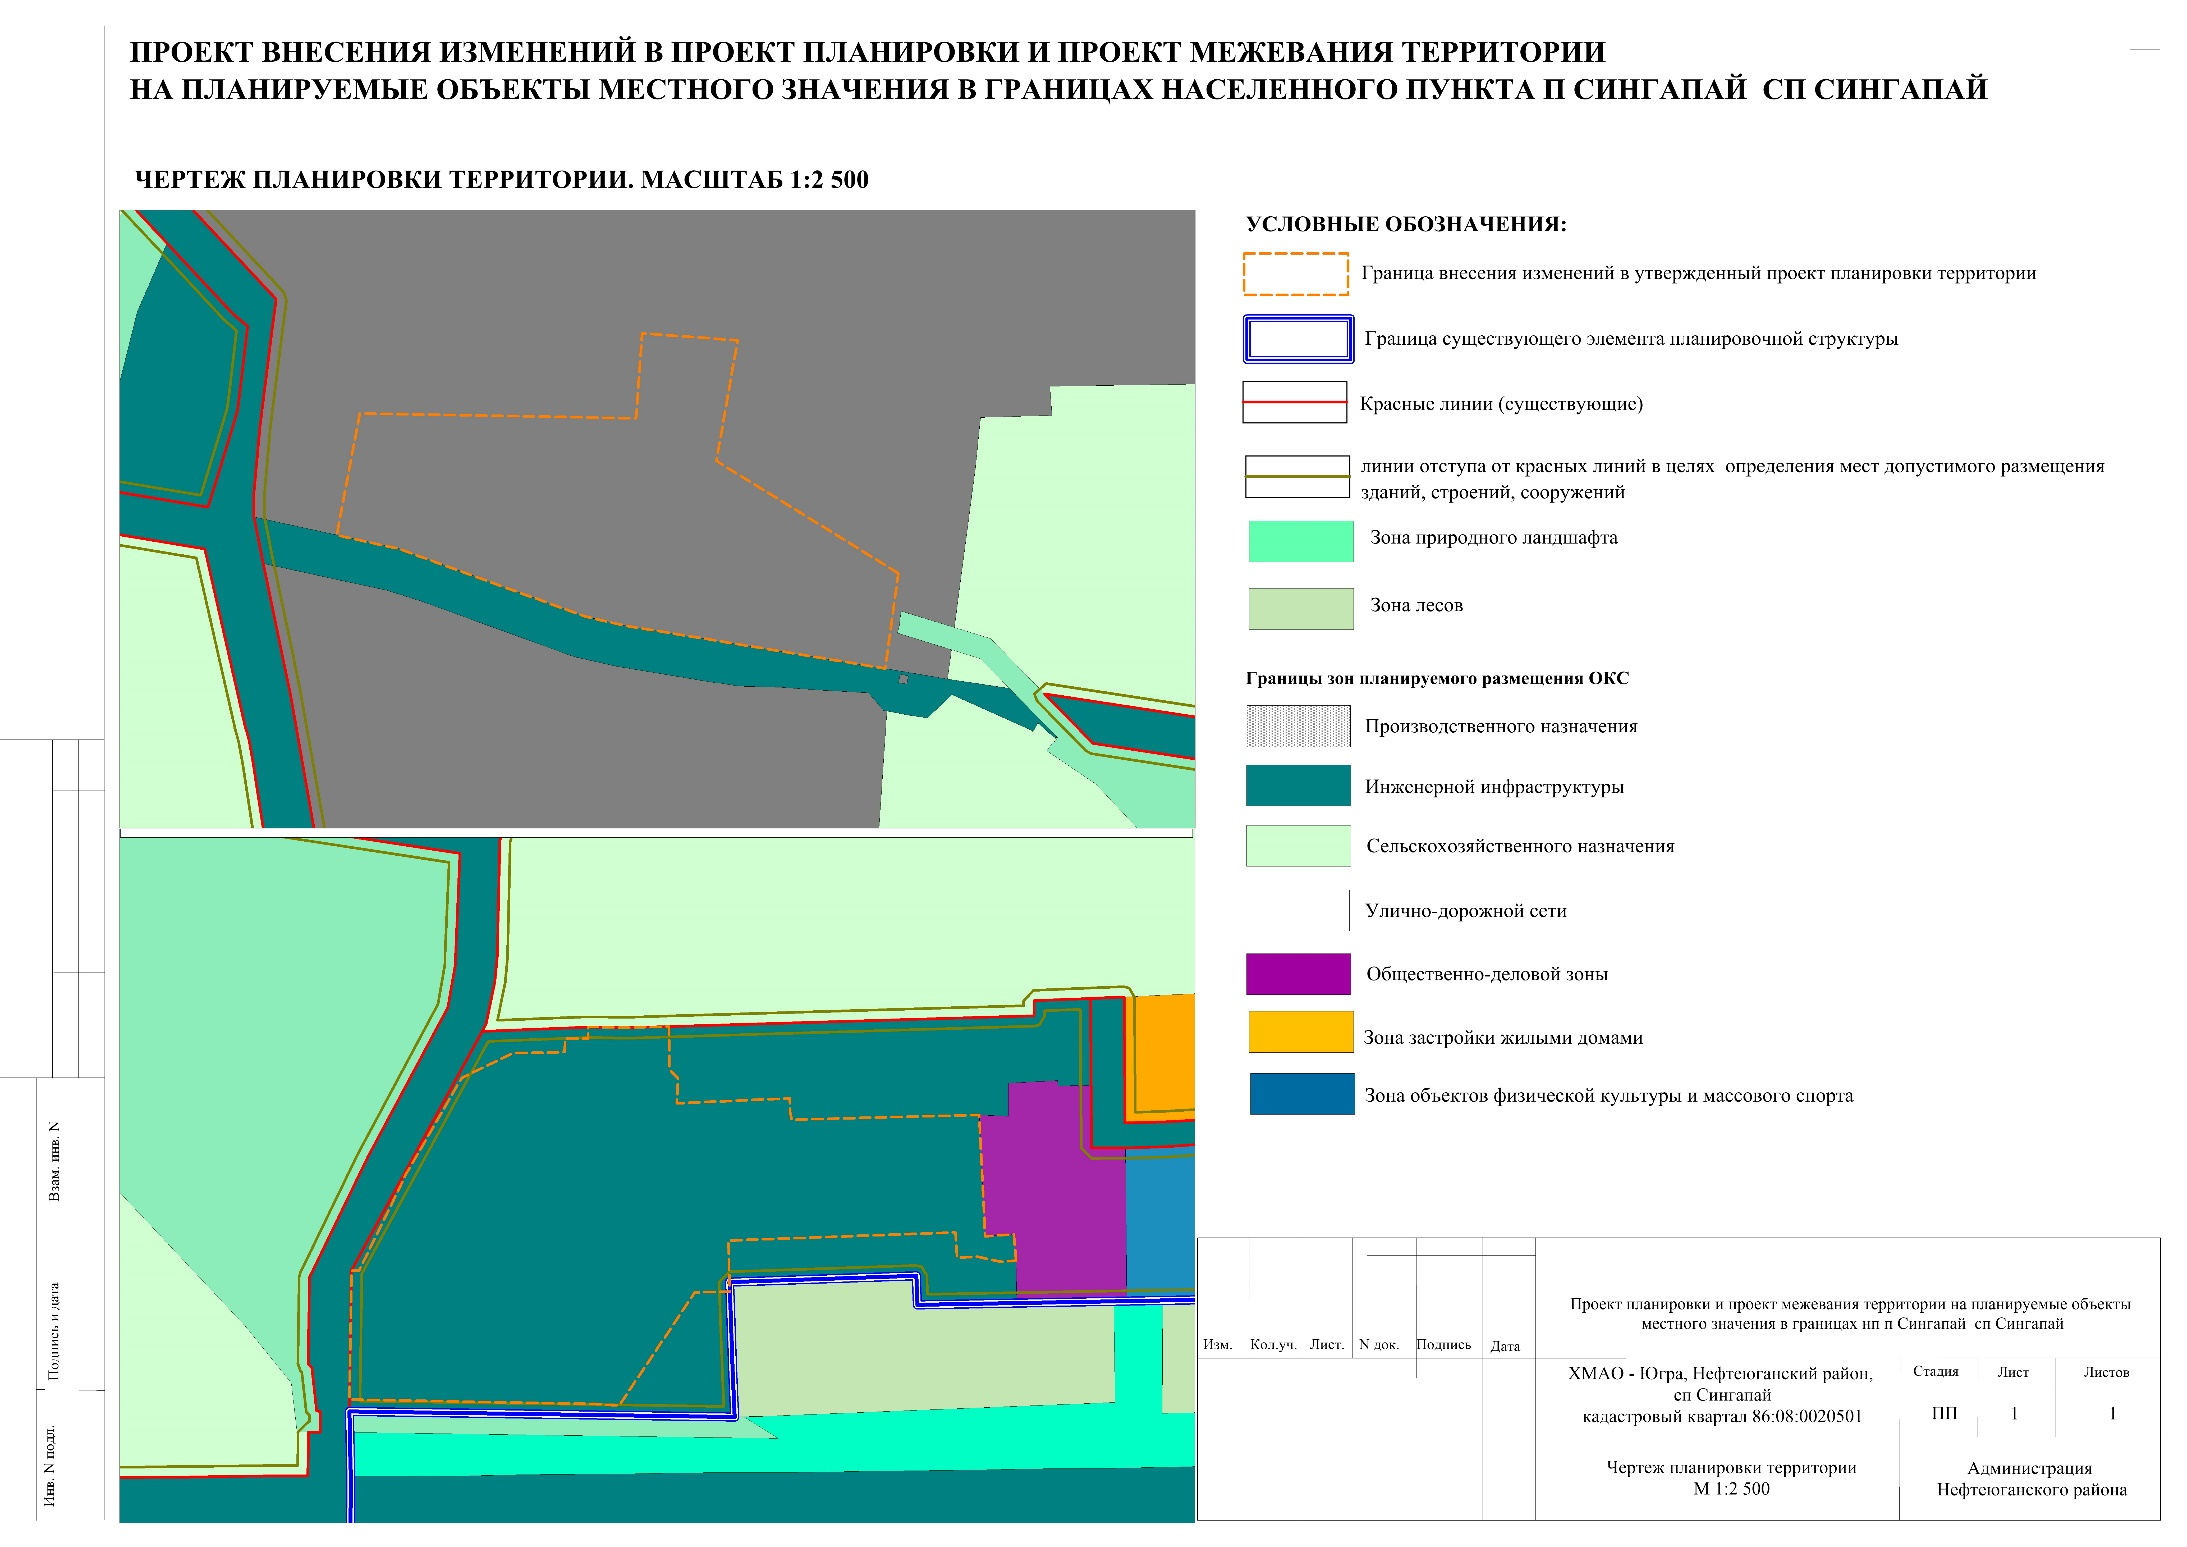 ПРОЕКТ ВНЕСЕНИЯ ИЗМЕНЕНИЙ В ПРОЕКТ ПЛАНИРОВКИ И ПРОЕКТ МЕЖЕВАНИЯ ТЕРРИТОРИИ
НА ПЛАНИРУЕМЫЕ ОБЪЕКТЫ МЕСТНОГО ЗНАЧЕНИЯ В ГРАНИЦАХ НАСЕЛЕННОГО ПУНКТА П СИНГАПАЙ СП СИНГАПАЙ
ЧЕРТЕЖ ПЛАНИРОВКИ ТЕРРИТОРИИ. МАСШТАБ 1:2 500
УСЛОВНЫЕ ОБОЗНАЧЕНИЯ:
Граница внесения изменений в утвержденный проект планировки территории
Граница существующего элемента планировочной структуры
Красные линии (существующие)
линии отступа от красных линий в целях определения мест допустимого размещения
зданий, строений, сооружений
Зона природного ландшафта
Зона лесов
Границы зон планируемого размещения ОКС
Производственного назначения
Инженерной инфраструктуры
Сельскохозяйственного назначения
Улично-дорожной сети
Общественно-деловой зоны
Зона застройки жилыми домами
Зона объектов физической культуры и массового спорта
Взам. инв. N
Подпись и дата
Инв. N подл.
Изм. Кол.уч. Лист. N док. Подпись Дата
Проект планировки и проект межевания территории на планируемые объекты
местного значения в границах нп п Сингапай сп Сингапай
ХМАО - Югра, Нефтеюганский район,
сп Сингапай
кадастровый квартал 86:08:0020501
Стадия Лист Листов
ПП 1 1
Чертеж планировки территории
М 1:2 500
Администрация
Нефтеюганского района